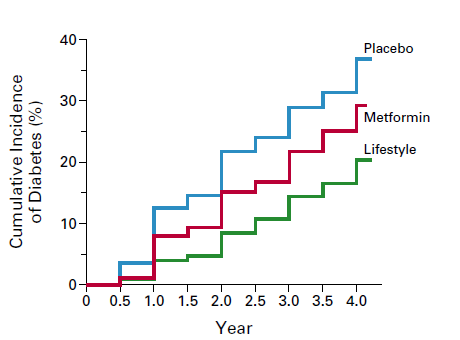 Cumulative Incidence
of Diabetes (%)
40
30
20
10
0
Placebo
Metformin
Lifestyle
0 0.5 1.0 1.5 2.0 2.5 3.0 3.5 4.0
Year